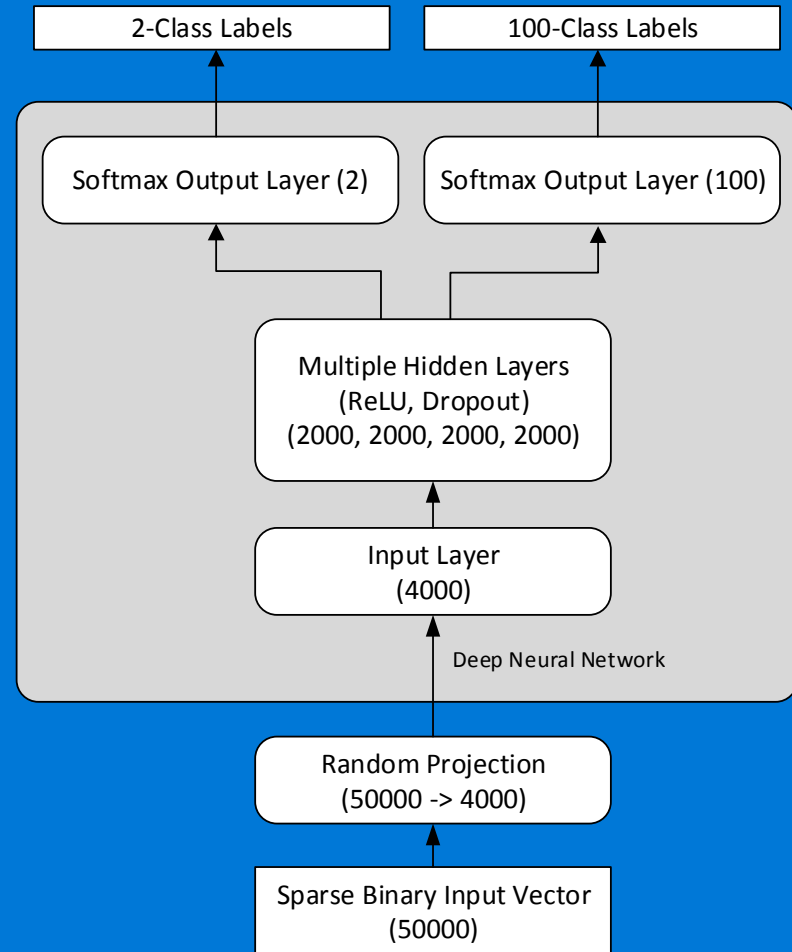 2-Class Labels
100-Class Labels
Softmax Output Layer (2)
Softmax Output Layer (100)
Multiple Hidden Layers
(ReLU, Dropout)
(2000, 2000, 2000, 2000)
Input Layer
(4000)
Deep Neural Network
Random Projection
(50000 -> 4000)
Sparse Binary Input Vector
(50000)